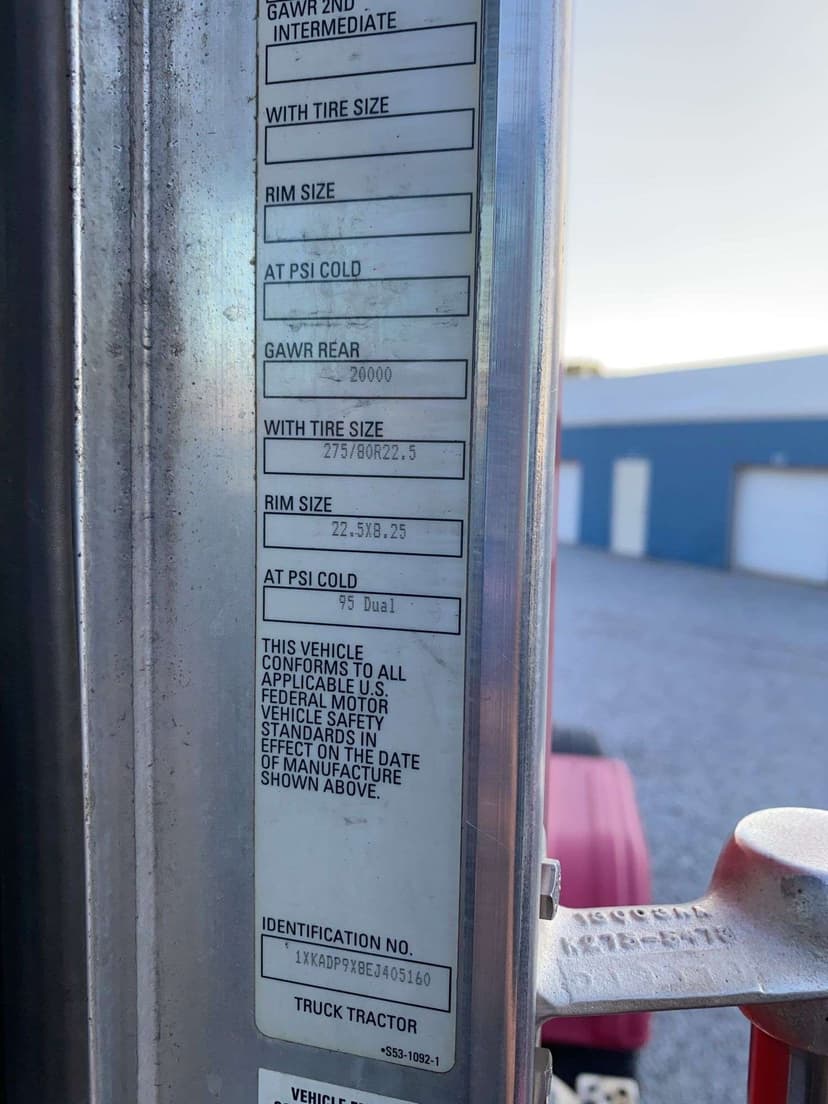 GAWR 2ND
INTERMEDIATE
WITH TIRE SIZE
RIM SIZE
AT PSI COLD
GAWR REAR
20000
WITH TIRE SIZE
275/80R22.5
RIM SIZE
22.5X8.25
AT PSI COLD
95 Dual
THIS VEHICLE
CONFORMS TO ALL
APPLICABLE U.S.
FEDERAL MOTOR
VEHICLE SAFETY
STANDARDS IN
EFFECT ON THE DATE
OF MANUFACTURE
SHOWN ABOVE.
IDENTIFICATION NO.
1XKADP9X8EJ405160
TRUCK TRACTOR
•S53-1092-1
VEHICLE